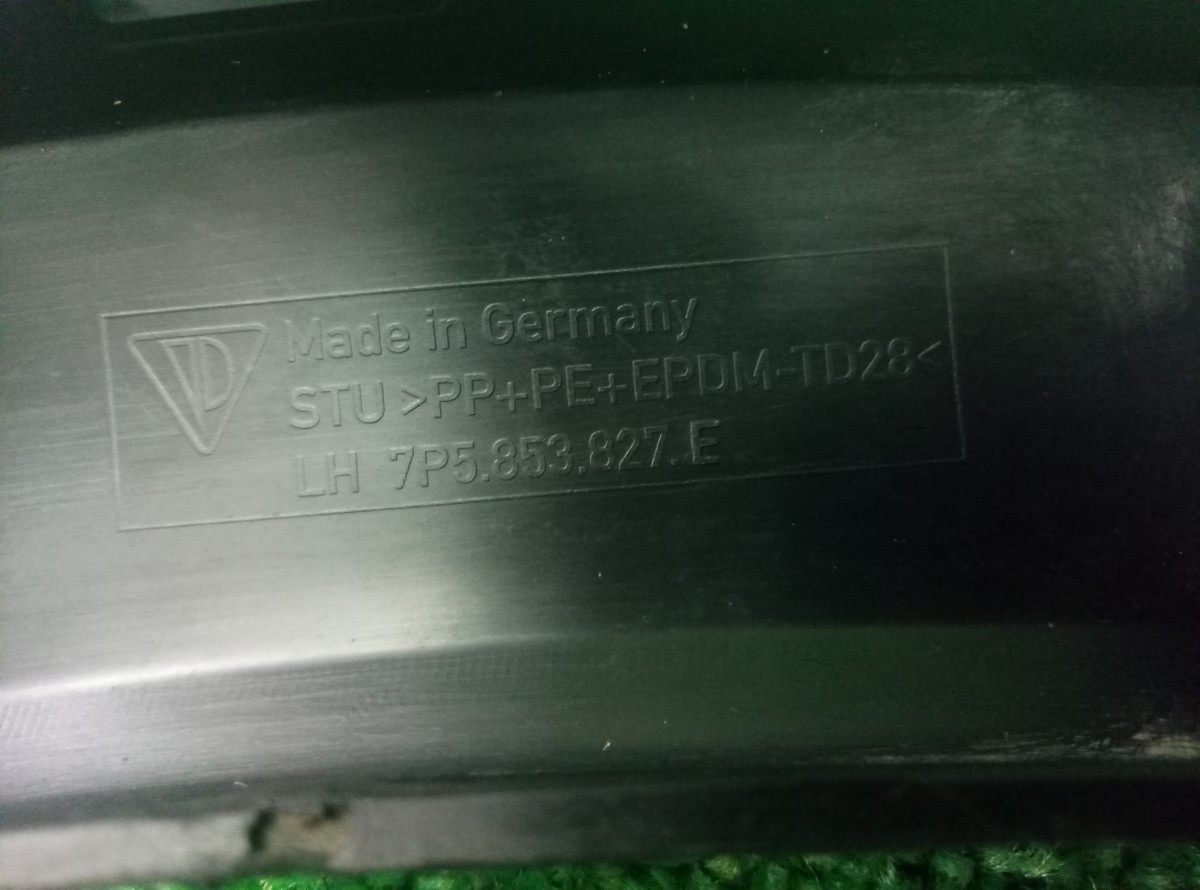 Made in Germany
STU >PP+PE+EPDM-TD28<
LH 7P5.853.827.E